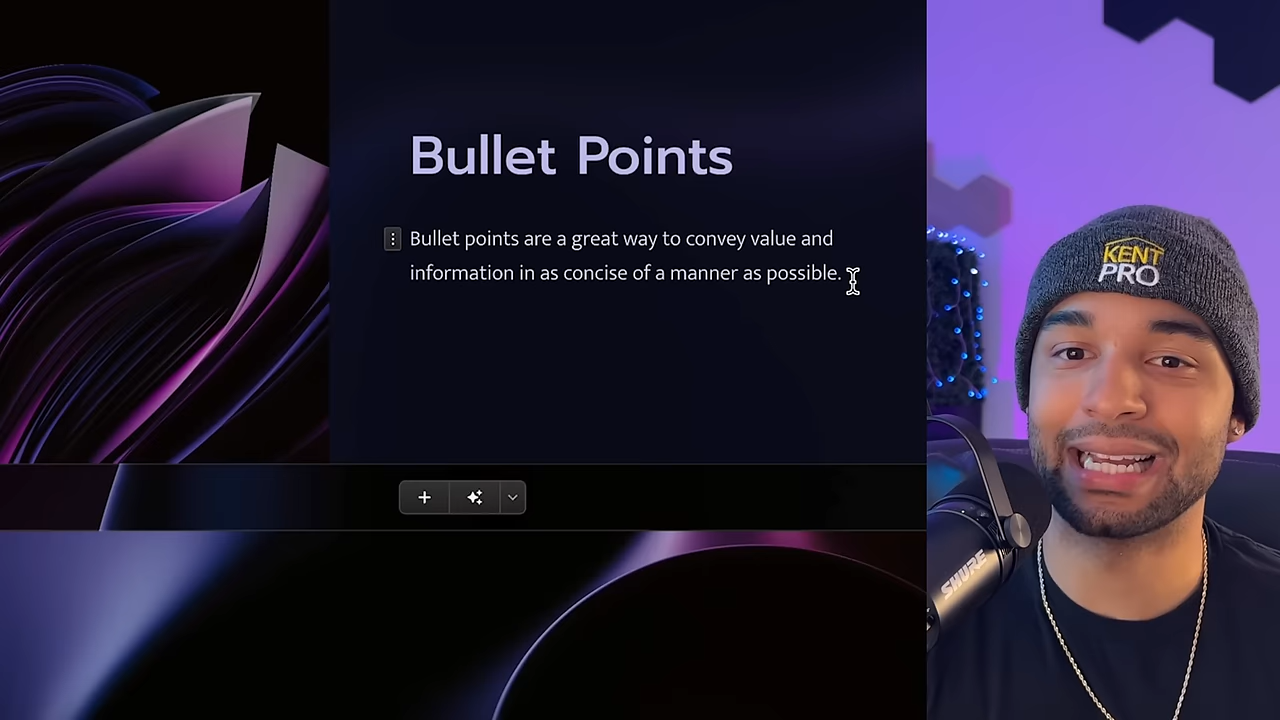 Bullet Points
Bullet points are a great way to convey value and
information in as concise of a manner as possible.
KENT
PRO
SHURE